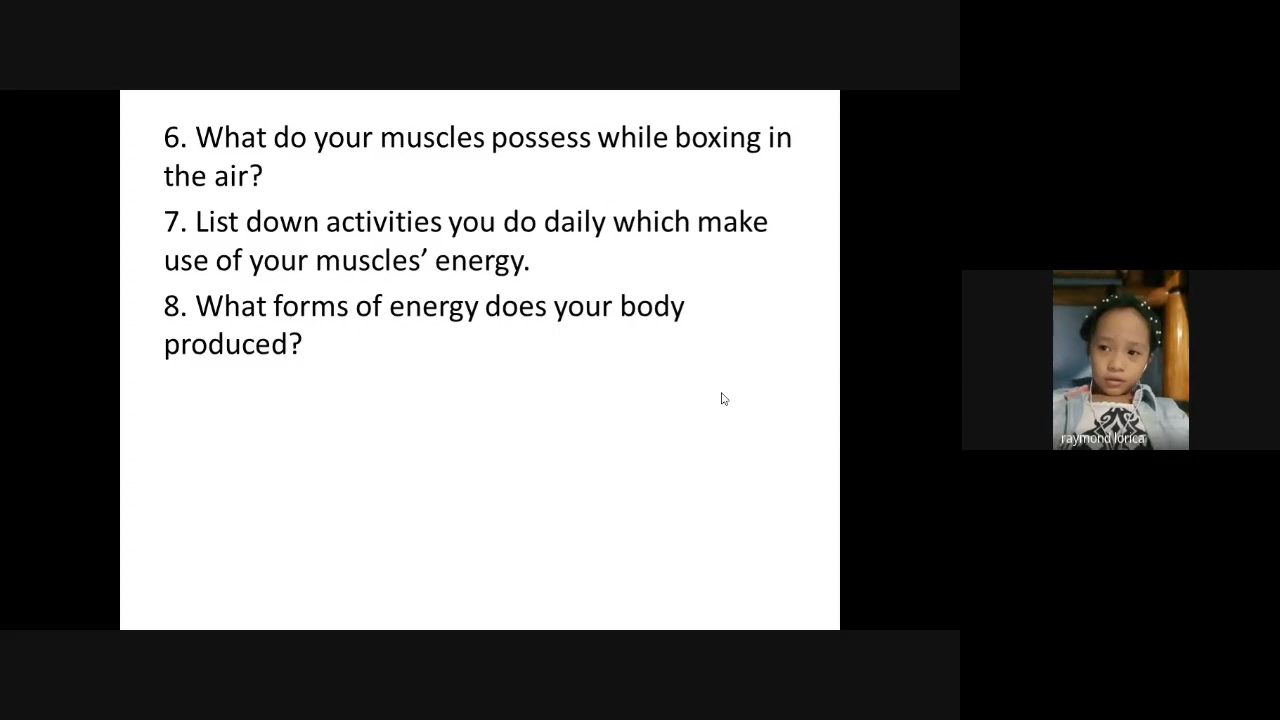 6. What do your muscles possess while boxing in
the air?
7. List down activities you do daily which make
use of your muscles’ energy.
8. What forms of energy does your body
produced?
raymond lorica